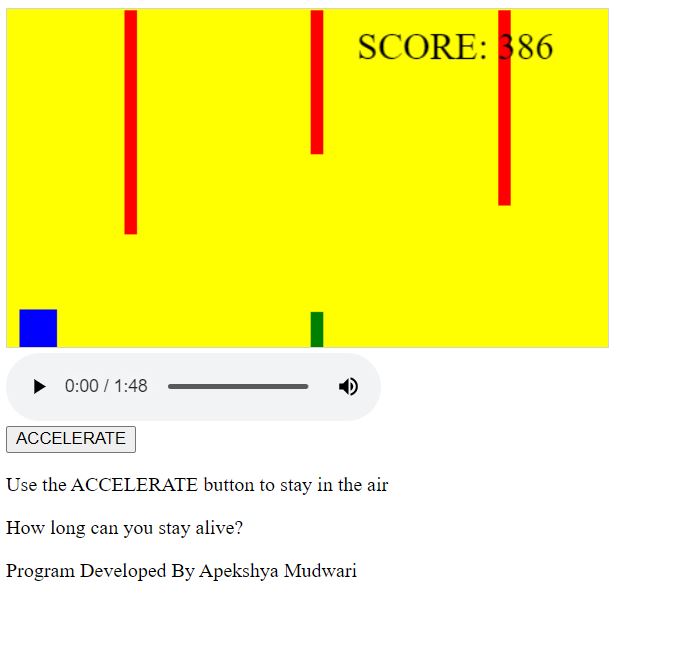 SCORE: 386
0:00 / 1:48
ACCELERATE
Use the ACCELERATE button to stay in the air
How long can you stay alive?
Program Developed By Apekshya Mudwari